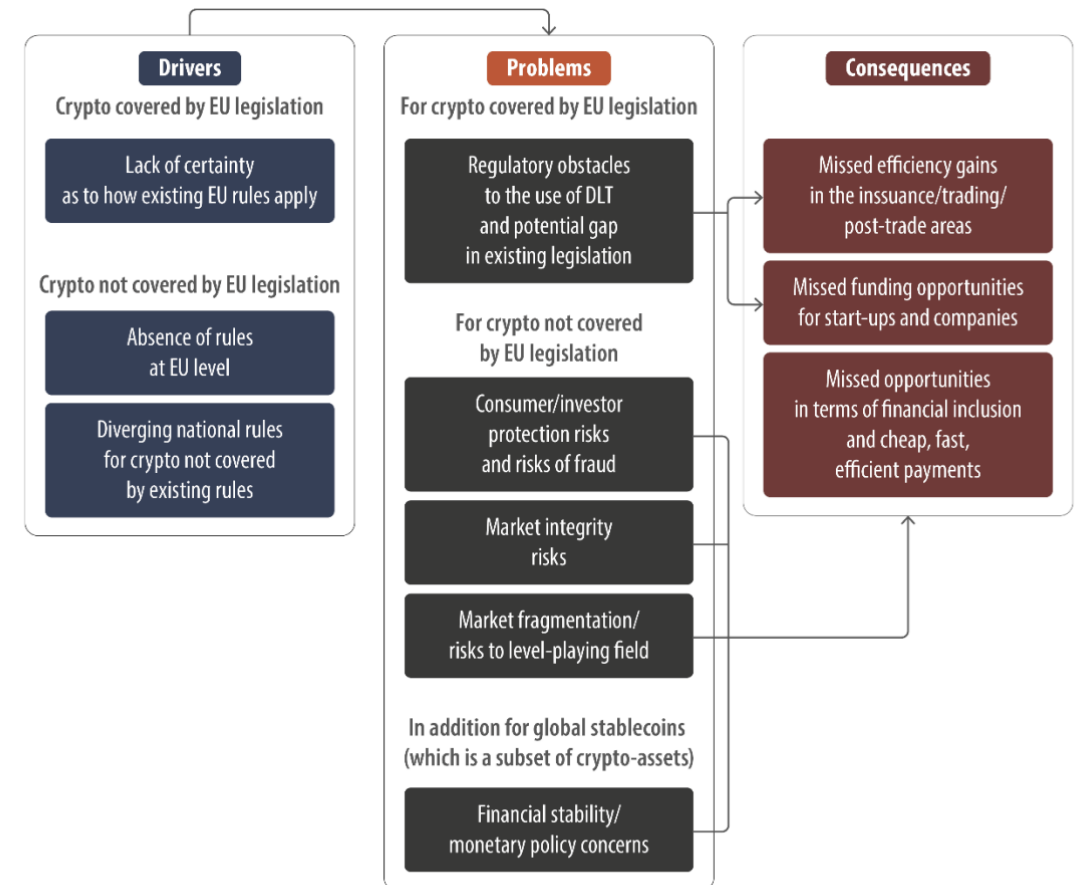 Drivers
Crypto covered by EU legislation
Lack of certainty
as to how existing EU rules apply
Crypto not covered by EU legislation
Absence of rules
at EU level
Diverging national rules
for crypto not covered
by existing rules
Problems
For crypto covered by EU legislation
Regulatory obstacles
to the use of DLT
and potential gap
in existing legislation
For crypto not covered
by EU legislation
Consumer/investor
protection risks
and risks of fraud
Market integrity
risks
Market fragmentation/
risks to level-playing field
In addition for global stablecoins
(which is a subset of crypto-assets)
Financial stability/
monetary policy concerns
Consequences
Missed efficiency gains
in the inssuance/trading/
post-trade areas
Missed funding opportunities
for start-ups and companies
Missed opportunities
in terms of financial inclusion
and cheap, fast,
efficient payments